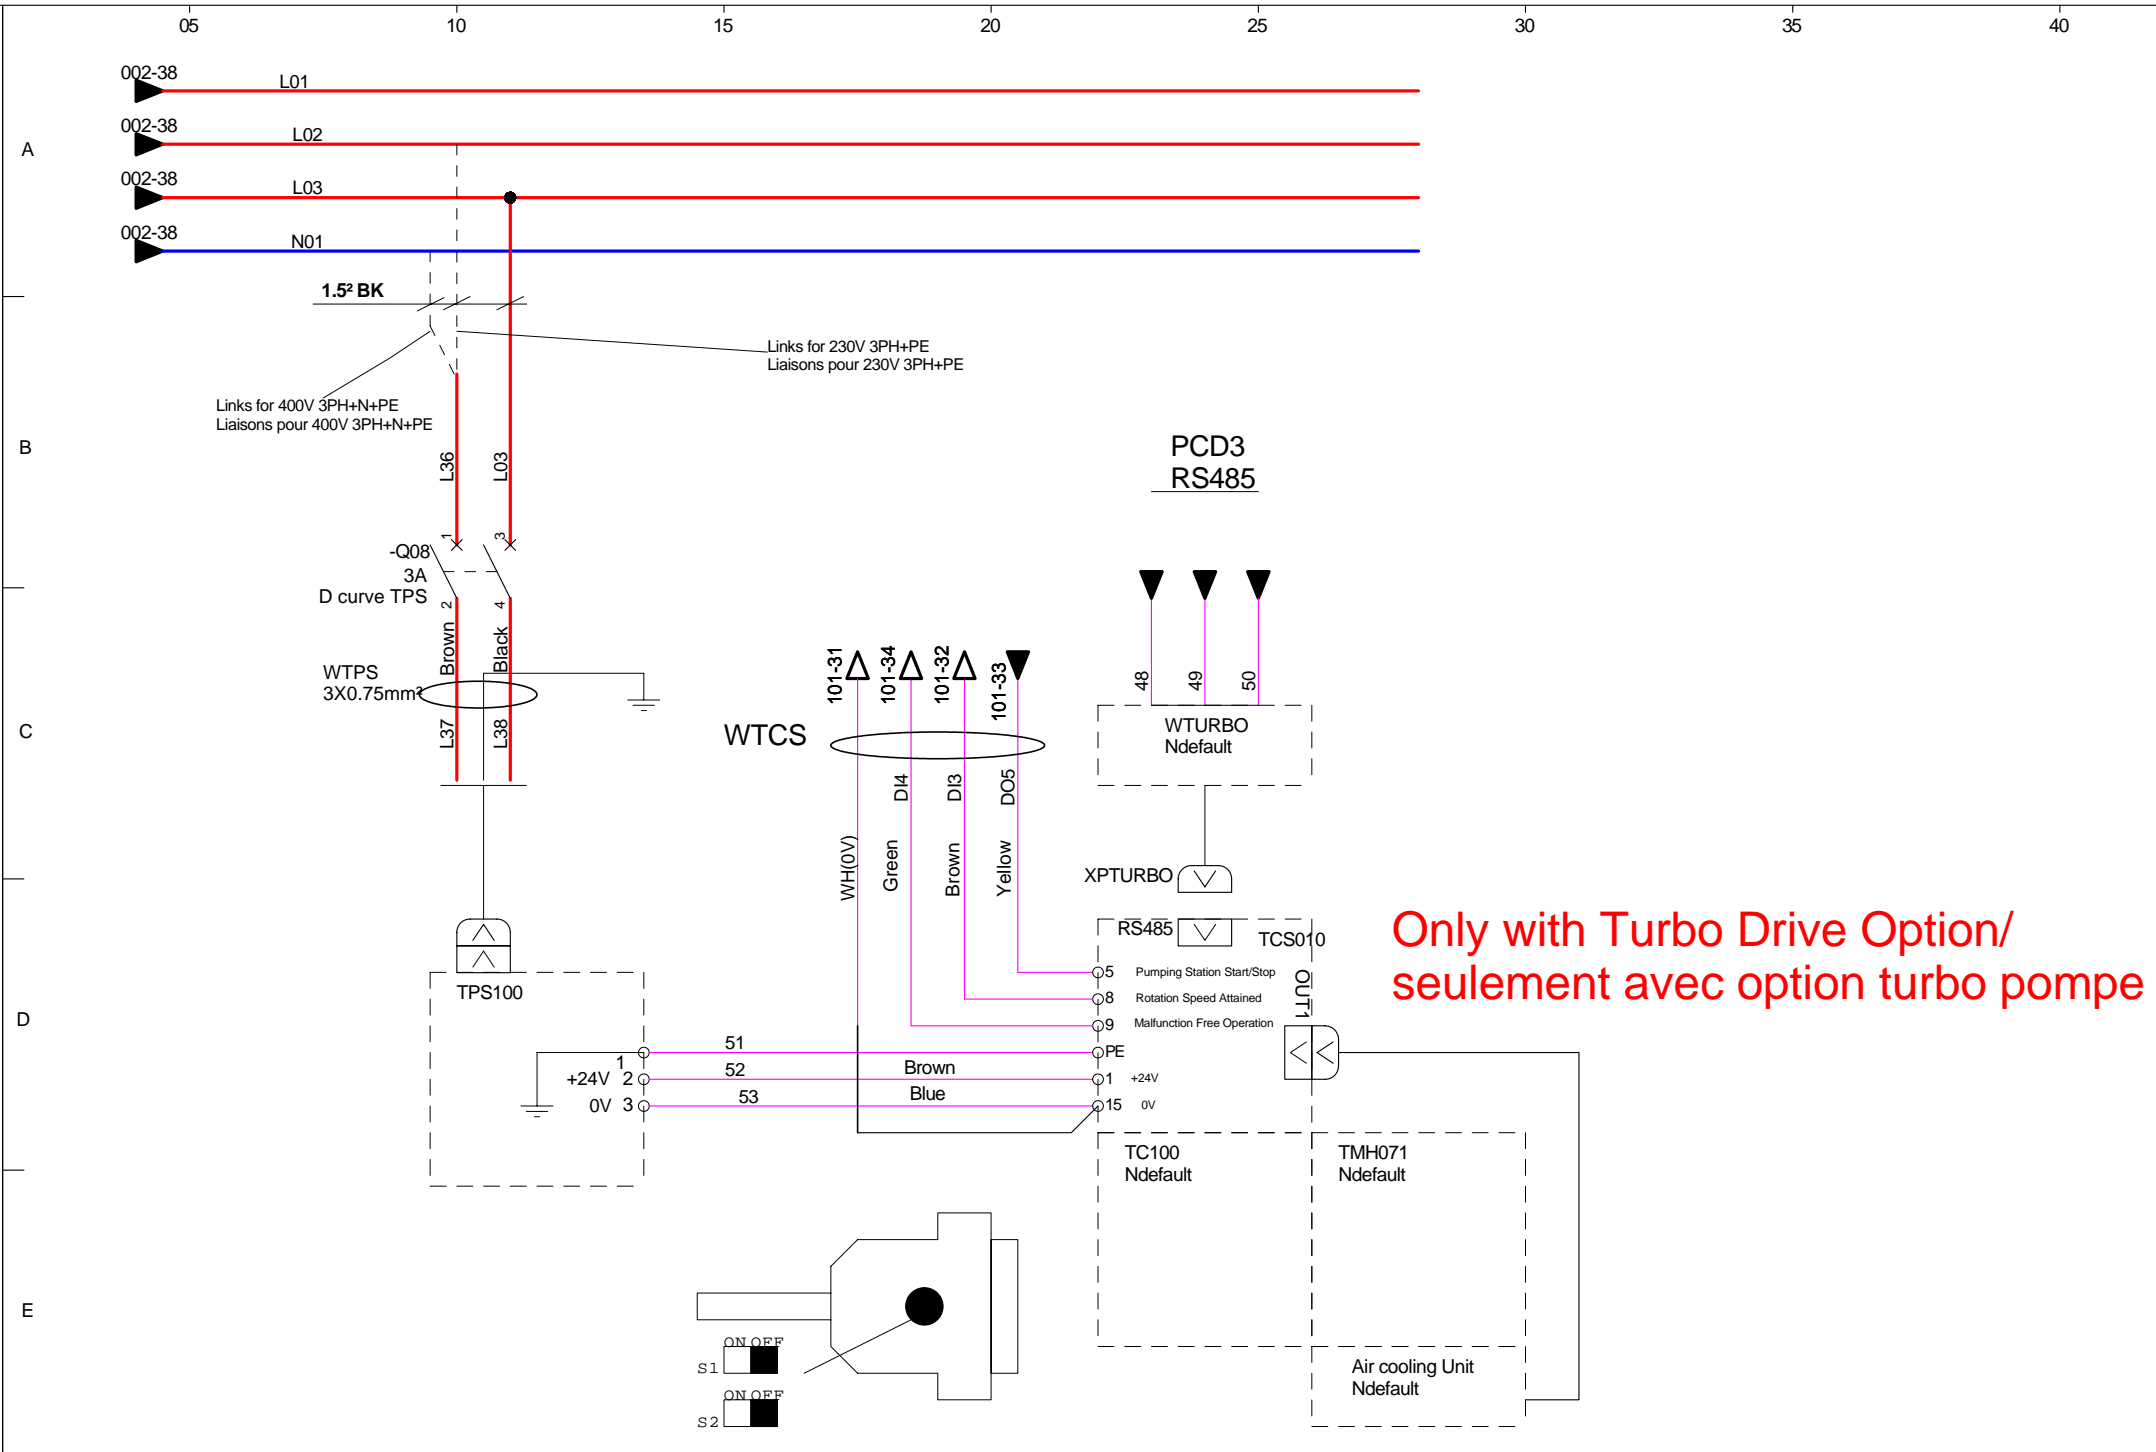 05 10 15 20 25 30 35 40
002-38 L01
002-38 L02
A
002-38 L03
002-38 N01
1.5² BK
Links for 230V 3PH+PE
Liaisons pour 230V 3PH+PE
Links for 400V 3PH+N+PE
Liaisons pour 400V 3PH+N+PE
B
L36 L03
PCD3
RS485
1 3
-Q08
3A
D curve TPS
2 4
Brown Black
WTPS
3X0.75mm²
L37 L38
C
101-31 101-34 101-32 101-33
48 49 50
WTCS
WTURBO
Ndefault
DI4 DI3 DO5
WH(0V) Green Brown Yellow
XPTURBO
RS485
TCS010
Only with Turbo Drive Option/
seulement avec option turbo pompe
5 Pumping Station Start/Stop
8 Rotation Speed Attained
9 Malfunction Free Operation
OUT1
TPS100
D
51
1
PE
+24V 2
52 Brown
1 +24V
0V 3
53 Blue
15 0V
TC100
Ndefault
TMH071
Ndefault
E
ON OFF
S1
ON OFF
S2
Air cooling Unit
Ndefault